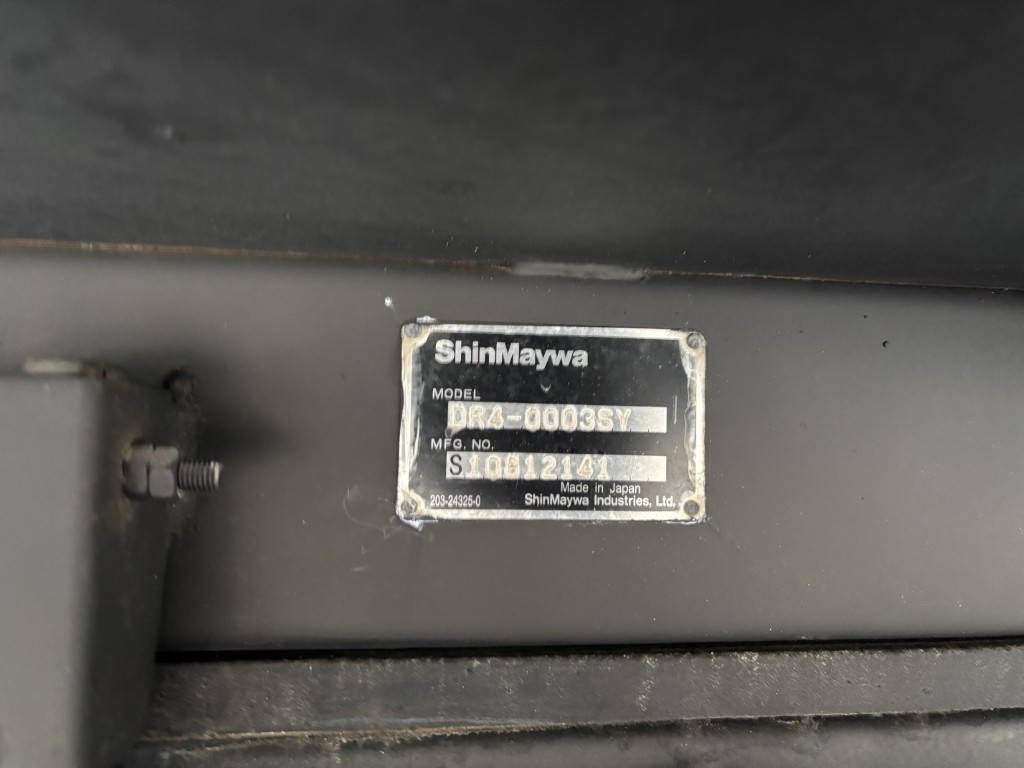 ShinMaywa
MODEL
DR4-0003SY
MFG. NO.
S10812141
Made in Japan
203-24325-0 ShinMaywa Industries, Ltd.